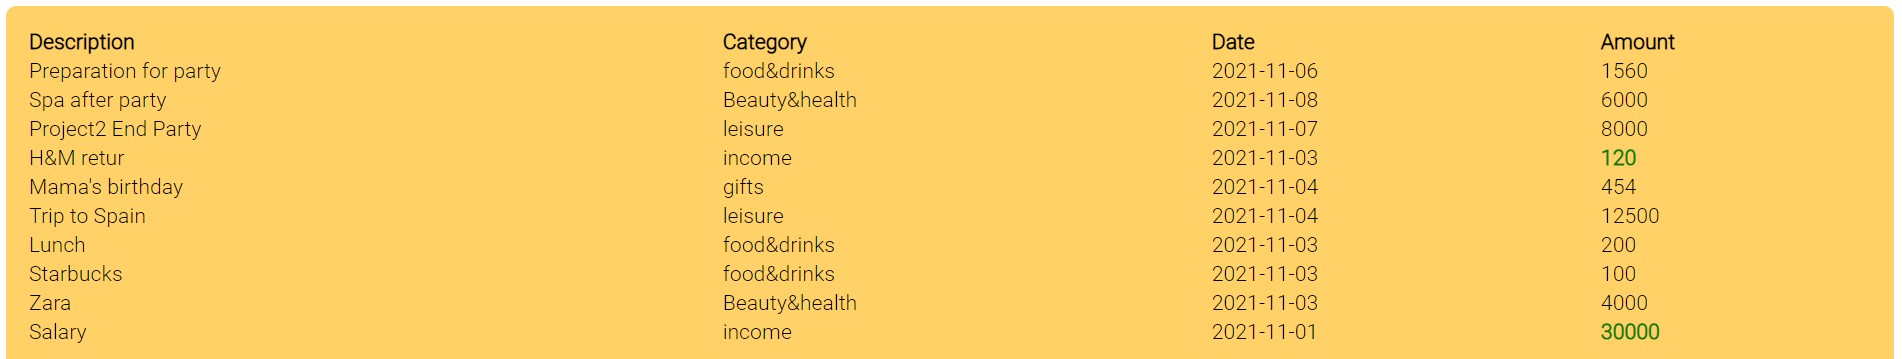 Description Category Date Amount
Preparation for party food&drinks 2021-11-06 1560
Spa after party Beauty&health 2021-11-08 6000
Project2 End Party leisure 2021-11-07 8000
H&M retur income 2021-11-03 120
Mama's birthday gifts 2021-11-04 454
Trip to Spain leisure 2021-11-04 12500
Lunch food&drinks 2021-11-03 200
Starbucks food&drinks 2021-11-03 100
Zara Beauty&health 2021-11-03 4000
Salary income 2021-11-01 30000